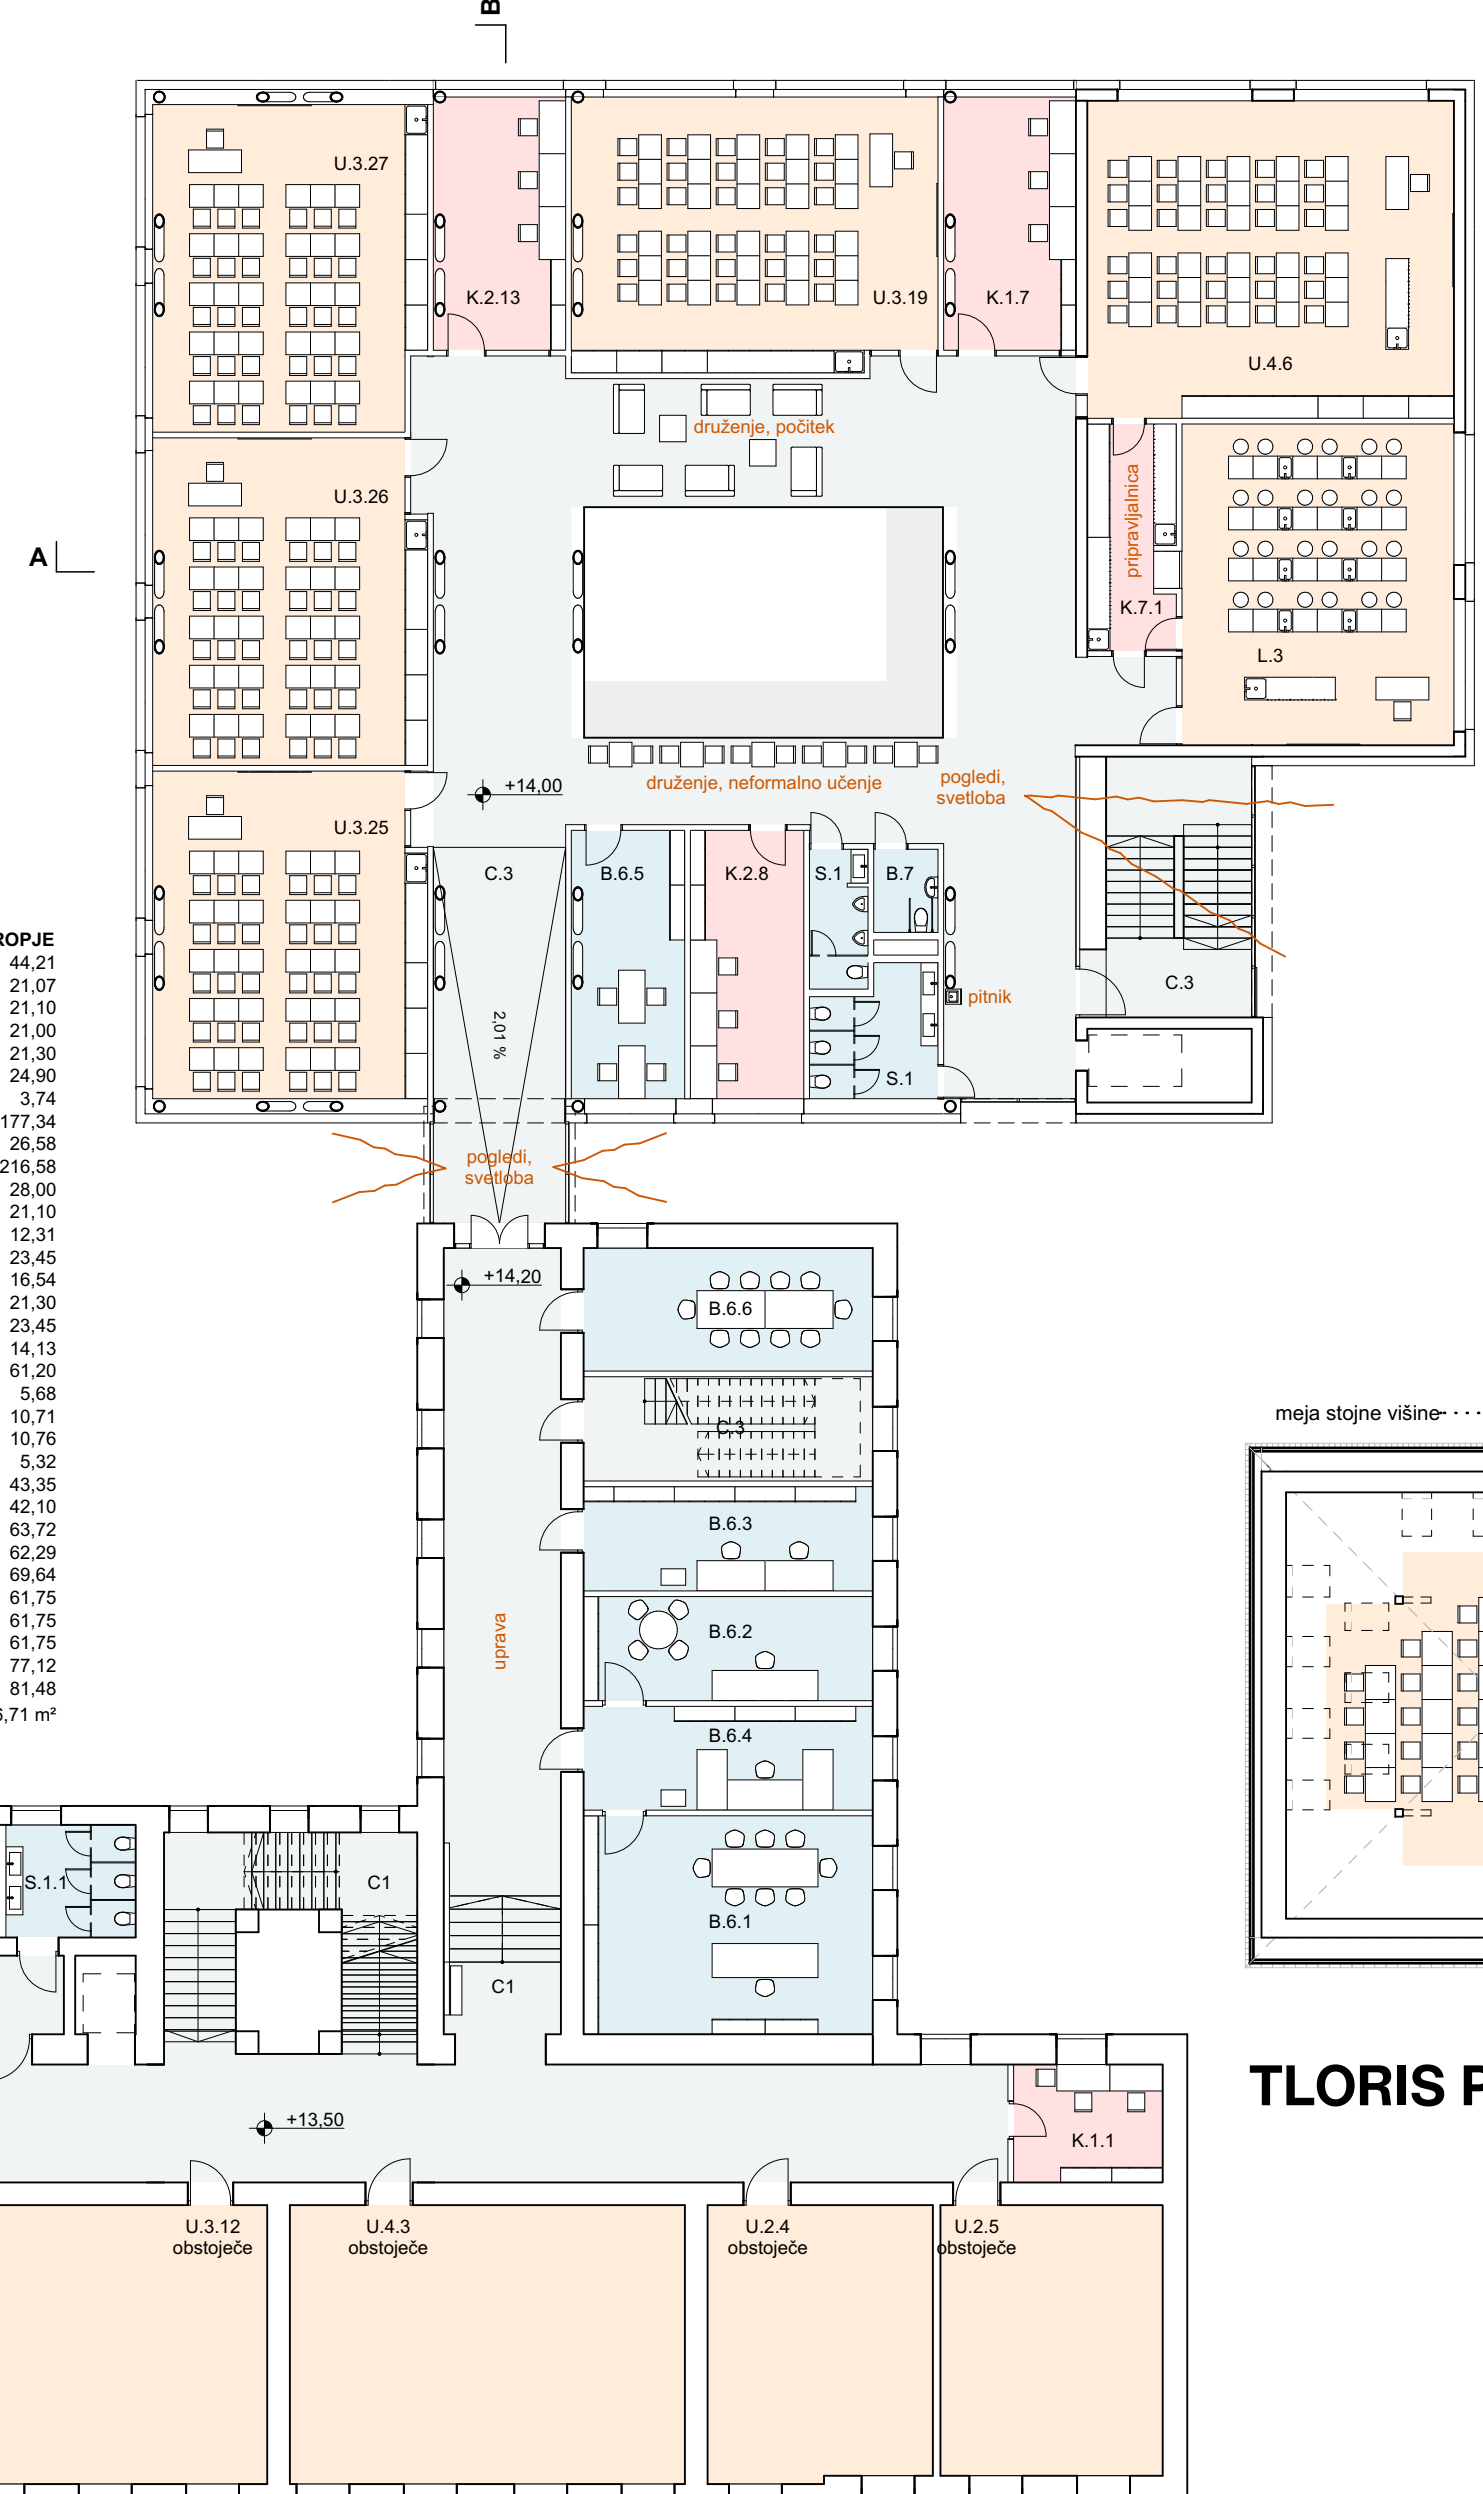 B
U.3.27
K.2.13
U.3.19
K.1.7
U.4.6
druženje, počitek
pripravljalnica
U.3.26
A
K.7.1
L.3
+14,00
druženje, neformalno učenje
pogledi,
svetloba
U.3.25
C.3
B.6.5
K.2.8
S.1
B.7
2,01 %
pitnik
C.3
S.1
44,21
21,07
21,10
21,00
21,30
24,90
3,74
177,34
26,58
216,58
28,00
21,10
12,31
23,45
16,54
21,30
23,45
14,13
61,20
5,68
10,71
10,76
5,32
43,35
42,10
63,72
62,29
69,64
61,75
61,75
61,75
77,12
81,48
6,71 m²
pogledi,
svetloba
+14,20
B.6.6
C.3
B.6.3
uprava
B.6.2
B.6.4
B.6.1
meja stojne višine
S.1.1
C1
C1
TLORIS P
+13,50
K.1.1
U.3.12
obstoječe
U.4.3
obstoječe
U.2.4
obstoječe
U.2.5
obstoječe